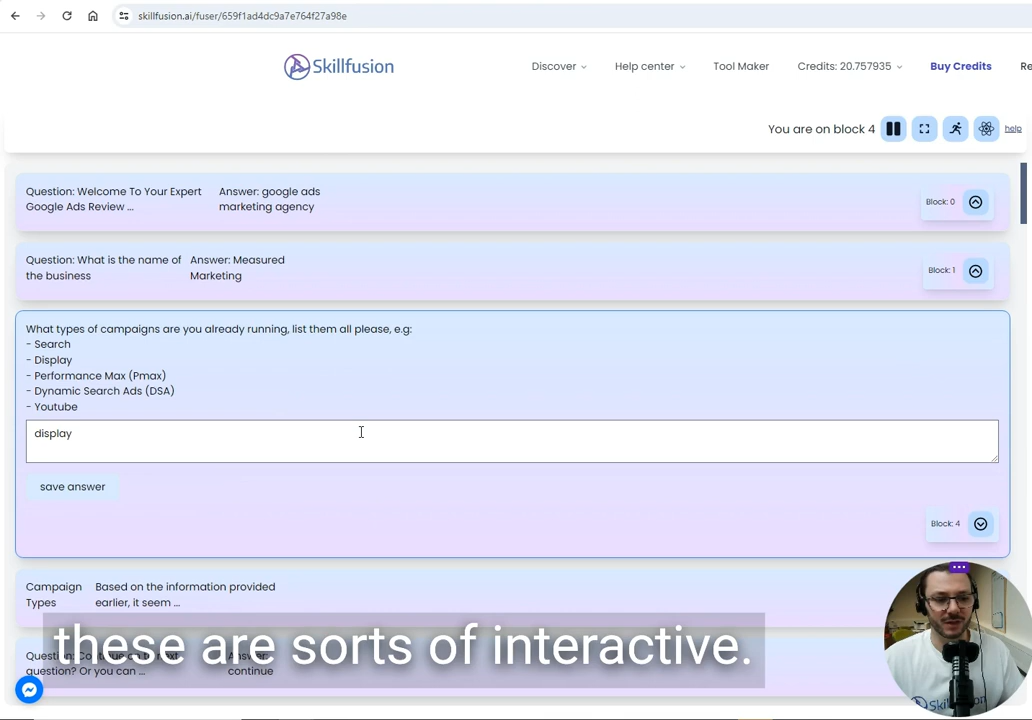 skillfusion.ai/fuser/659f1ad4dc9a7e764f27a98e
Skillfusion
Discover
Help center
Tool Maker
Credits: 20.757935
Buy Credits
Re
You are on block 4
help
Question: Welcome To Your Expert
Google Ads Review ...
Answer: google ads
marketing agency
Block: 0
Question: What is the name of
the business
Answer: Measured
Marketing
Block: 1
What types of campaigns are you already running, list them all please, e.g:
- Search
- Display
- Performance Max (Pmax)
- Dynamic Search Ads (DSA)
- Youtube
display
save answer
Block: 4
Campaign
Types
Based on the information provided
earlier, it seem ...
these are sorts of interactive.
question? Or you can ...
continue